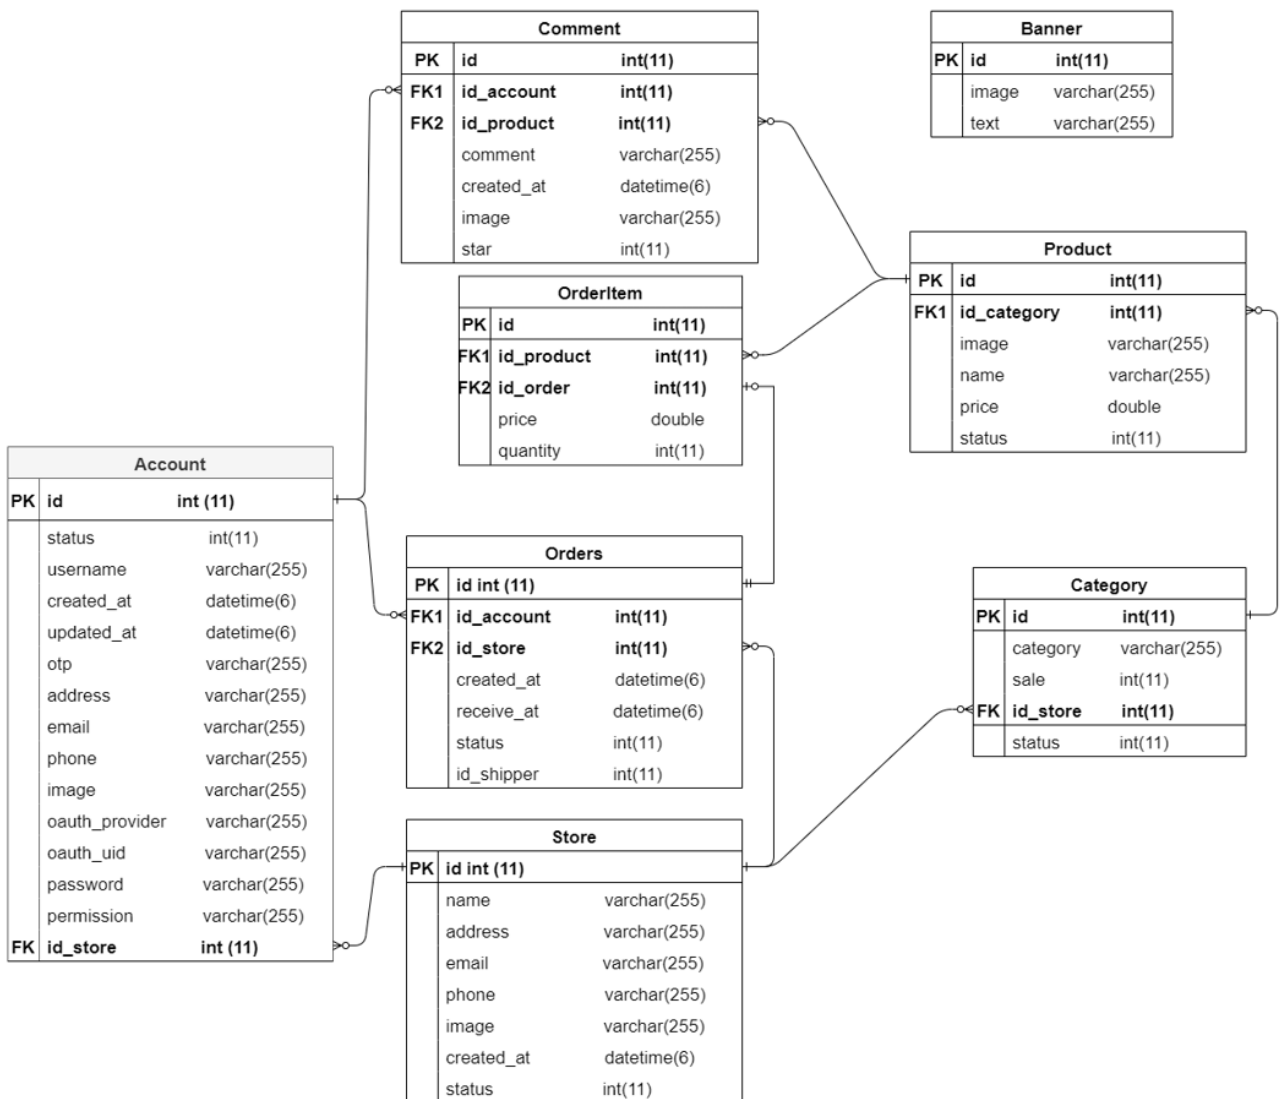 Comment
PK id int(11)
FK1 id_account int(11)
FK2 id_product int(11)
comment varchar(255)
created_at datetime(6)
image varchar(255)
star int(11)
Banner
PK id int(11)
image varchar(255)
text varchar(255)
Product
PK id int(11)
FK1 id_category int(11)
image varchar(255)
name varchar(255)
price double
status int(11)
OrderItem
PK id int(11)
FK1 id_product int(11)
FK2 id_order int(11)
price double
quantity int(11)
Account
PK id int (11)
status int(11)
username varchar(255)
created_at datetime(6)
updated_at datetime(6)
otp varchar(255)
address varchar(255)
email varchar(255)
phone varchar(255)
image varchar(255)
oauth_provider varchar(255)
oauth_uid varchar(255)
password varchar(255)
permission varchar(255)
FK id_store int (11)
Orders
PK id int (11)
FK1 id_account int(11)
FK2 id_store int(11)
created_at datetime(6)
receive_at datetime(6)
status int(11)
id_shipper int(11)
Category
PK id int(11)
category varchar(255)
sale int(11)
FK id_store int(11)
status int(11)
Store
PK id int (11)
name varchar(255)
address varchar(255)
email varchar(255)
phone varchar(255)
image varchar(255)
created_at datetime(6)
status int(11)